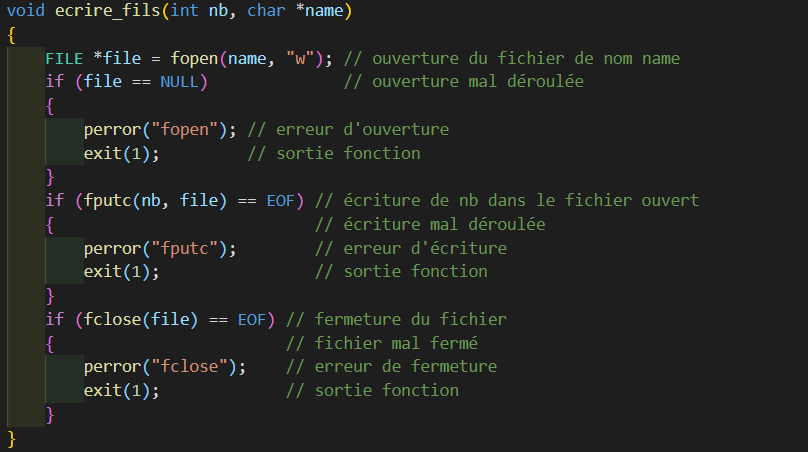 void ecrire_fils(int nb, char *name)
{
    FILE *file = fopen(name, "w"); // ouverture du fichier de nom name
    if (file == NULL)              // ouverture mal déroulée
    {
        perror("fopen"); // erreur d'ouverture
        exit(1);         // sortie fonction
    }
    if (fputc(nb, file) == EOF) // écriture de nb dans le fichier ouvert
    {                           // écriture mal déroulée
        perror("fputc");        // erreur d'écriture
        exit(1);                // sortie fonction
    }
    if (fclose(file) == EOF) // fermeture du fichier
    {                        // fichier mal fermé
        perror("fclose");    // erreur de fermeture
        exit(1);             // sortie fonction
    }
}